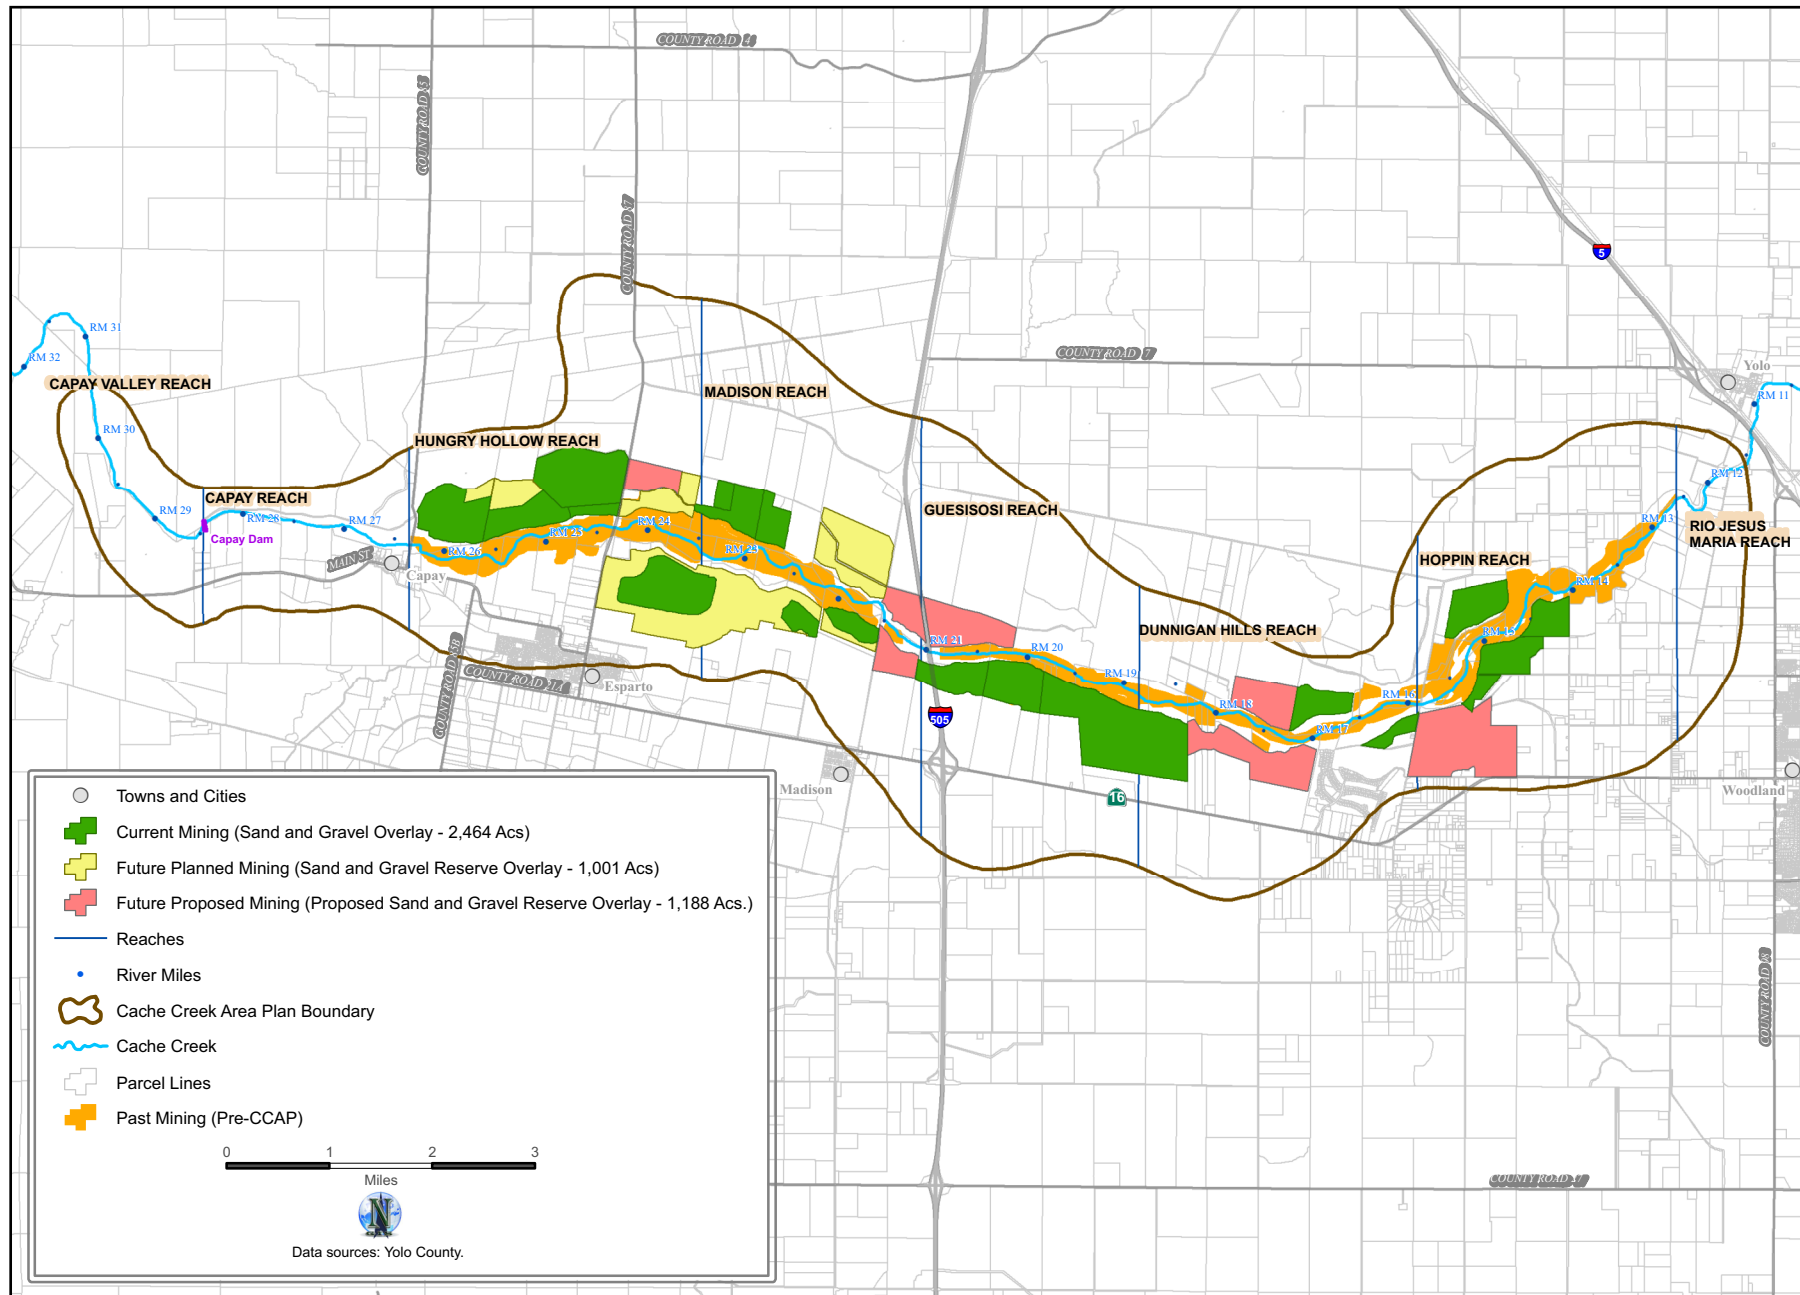 COUNTY ROAD 14
COUNTY ROAD 85
COUNTY ROAD 87
5
RM 31
RM 32
CAPAY VALLEY REACH
RM 30
RM 29
CAPAY REACH
RM 28
RM 27
Capay Dam
MAIN ST
Capay
HUNGRY HOLLOW REACH
RM 26
RM 25
RM 24
MADISON REACH
RM 23
COUNTY ROAD 17
Yolo
RM 11
RM 12
RM 13
RIO JESUS
MARIA REACH
GUESISOSI REACH
HOPPIN REACH
RM 14
RM 15
DUNNIGAN HILLS REACH
RM 21
RM 20
RM 19
RM 18
RM 17
RM 16
505
COUNTY ROAD 21A
Esparto
Madison
16
Woodland
Towns and Cities
Current Mining (Sand and Gravel Overlay - 2,464 Acs)
Future Planned Mining (Sand and Gravel Reserve Overlay - 1,001 Acs)
Future Proposed Mining (Proposed Sand and Gravel Reserve Overlay - 1,188 Acs.)
Reaches
River Miles
Cache Creek Area Plan Boundary
Cache Creek
Parcel Lines
Past Mining (Pre-CCAP)
0 1 2 3
Miles
N
Data sources: Yolo County.
COUNTY ROAD 27